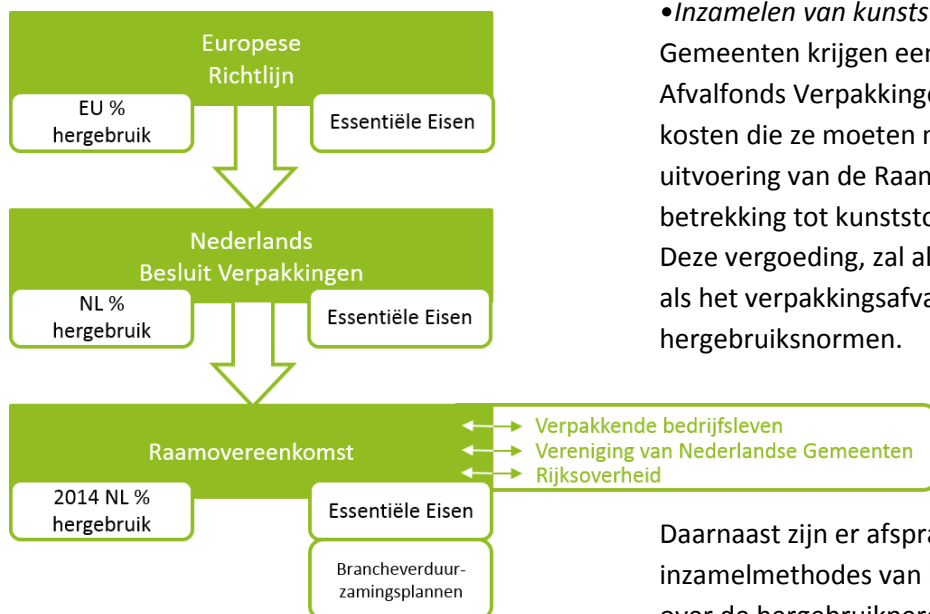 Europese
Richtlijn
EU %
hergebruik
Essentiële Eisen
Nederlands
Besluit Verpakkingen
NL %
hergebruik
Essentiële Eisen
Raamovereenkomst
Verpakkende bedrijfsleven
Vereniging van Nederlandse Gemeenten
Rijksoverheid
2014 NL %
hergebruik
Essentiële Eisen
Brancheverduur-
zamingsplannen
•Inzamelen van kunsts
Gemeenten krijgen een
Afvalfonds Verpakkinge
kosten die ze moeten
uitvoering van de Raam
betrekking tot kunststo
Deze vergoeding, zal al
als het verpakkingsafva
hergebruiksnormen.
Daarnaast zijn er afspra
inzamelmethodes van